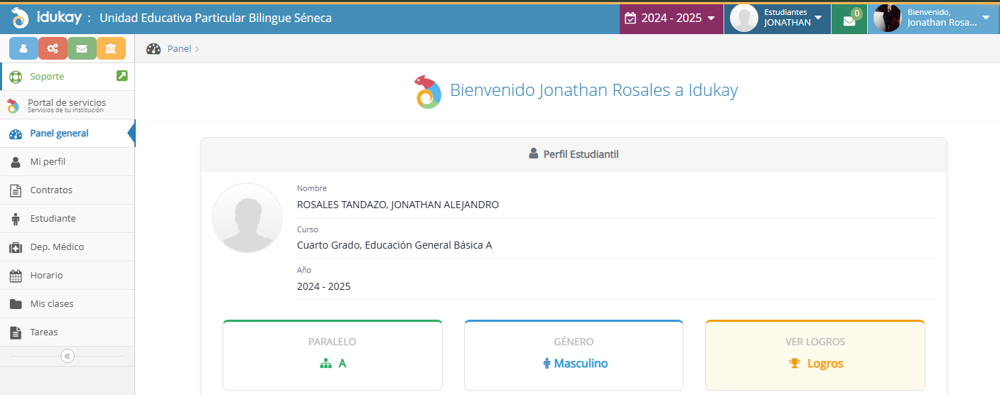 idukay : Unidad Educativa Particular Bilingue Séneca
2024 - 2025
Estudiantes
JONATHAN
0
Bienvenido,
Jonathan Rosa...
Panel
Soporte
Portal de servicios
Servicios de tu institución
Panel general
Mi perfil
Contratos
Estudiante
Dep. Médico
Horario
Mis clases
Tareas
Bienvenido Jonathan Rosales a Idukay
Perfil Estudiantil
Nombre
ROSALES TANDAZO, JONATHAN ALEJANDRO
Curso
Cuarto Grado, Educación General Básica A
Año
2024 - 2025
PARALELO
A
GÉNERO
Masculino
VER LOGROS
Logros